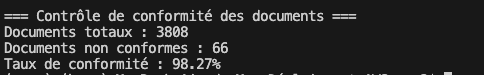 === Contrôle de conformité des documents ===
Documents totaux : 3808
Documents non conformes : 66
Taux de conformité : 98.27%